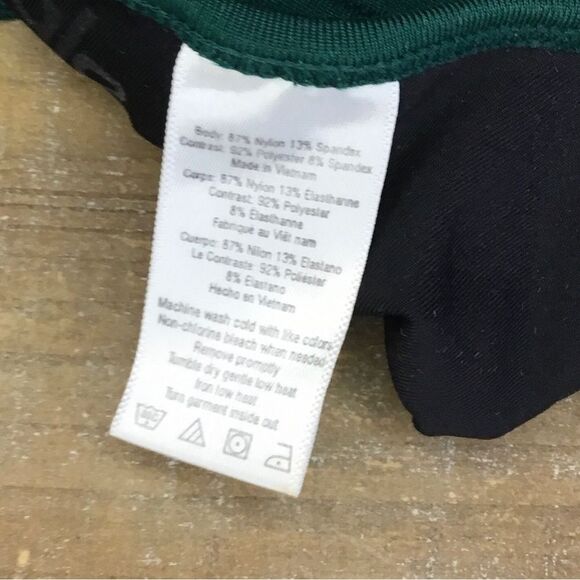 Body: 87% Nylon 13% Spandex
Contrast: 92% Polyester 8% Spandex
Made in Vietnam
Corps: 87% Nylon 13% Elasthanne
Contrast: 92% Polyester
8% Elasthanne
Fabriqué au Viêt nam
Cuerpo: 87% Nilon 13% Elastano
Le Contraste: 92% Poliéster
8% Elastano
Hecho en Vietnam
Machine wash cold with like colors
Non-chlorine bleach when needed
Remove promptly
Tumble dry gentle low heat
Iron low heat
Turn garment inside out